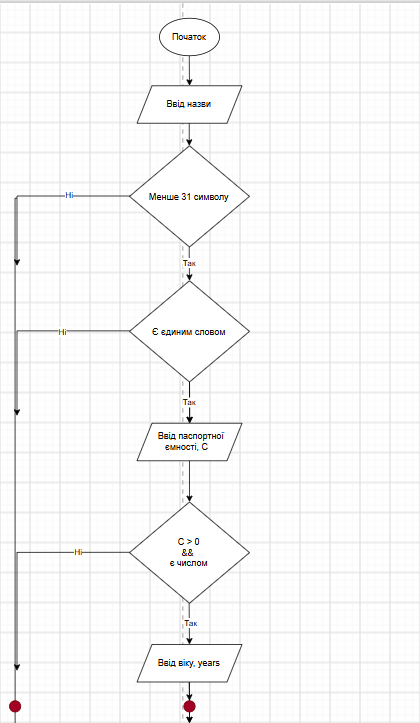 Початок
Ввід назви
Менше 31 символу
Ні
Так
Є єдиним словом
Ні
Так
Ввід паспортної
ємності, С
С > 0
&&
є числом
Ні
Так
Ввід віку, years